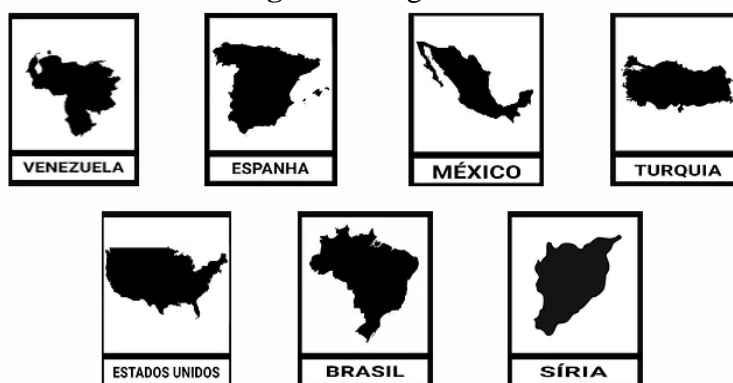 VENEZUELA
ESPANHA
MÉXICO
TURQUIA
ESTADOS UNIDOS
BRASIL
SÍRIA